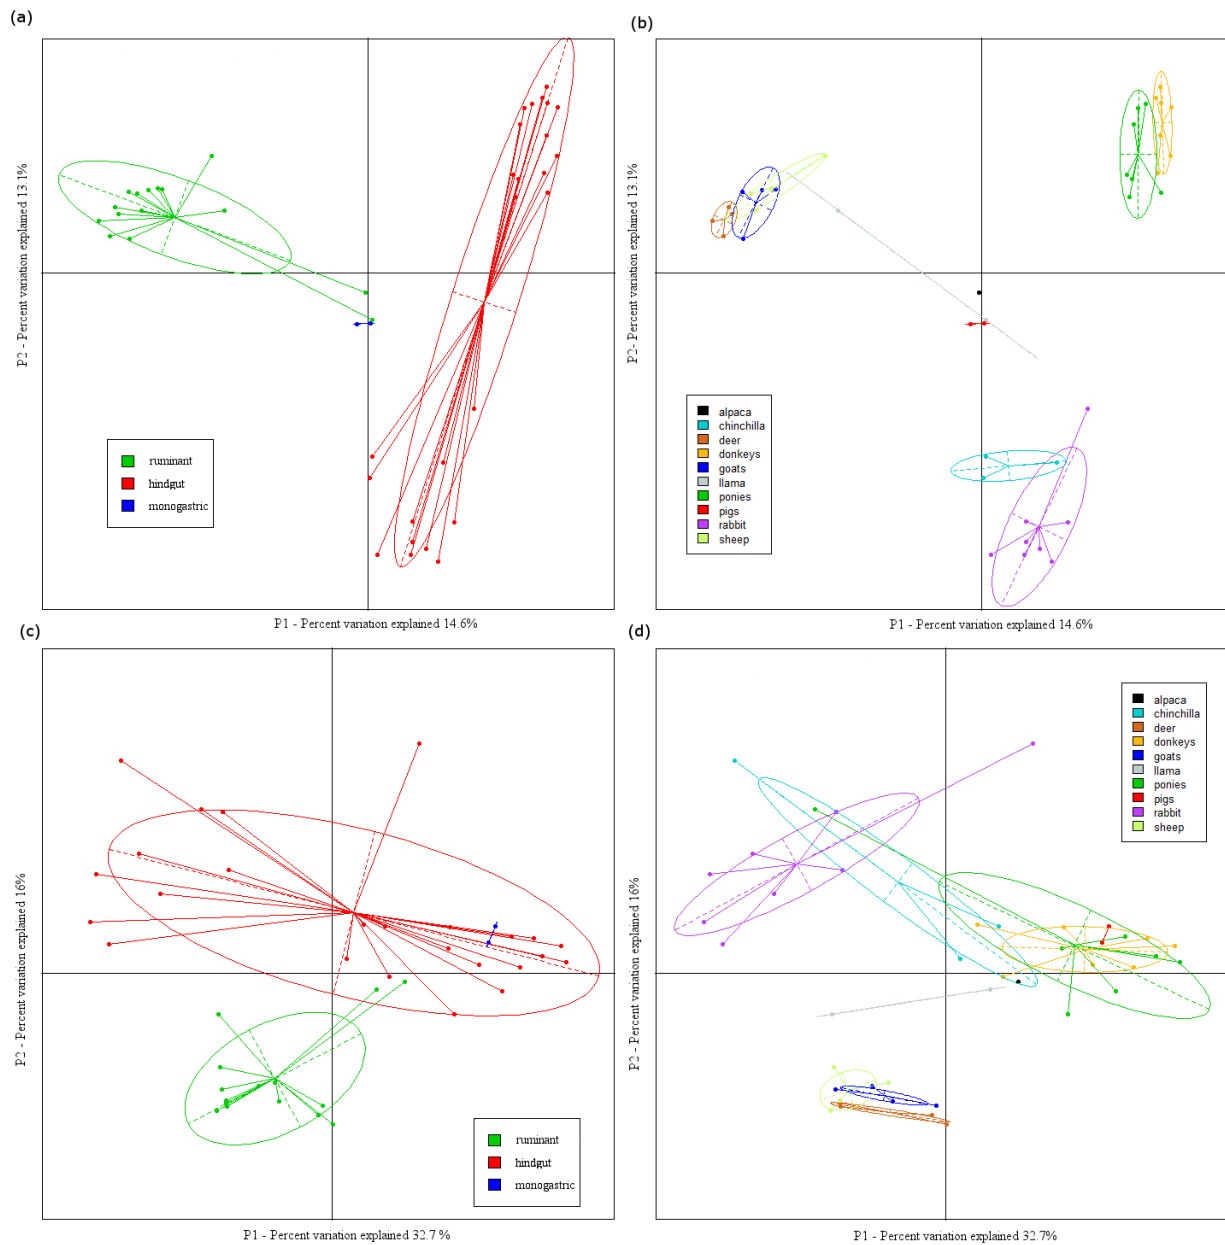 (a)
P2 - Percent variation explained 13.1%
ruminant
hindgut
monogastric
P1 - Percent variation explained 14.6%
(b)
P2- Percent variation explained 13.1%
alpaca
chinchilla
deer
donkeys
goats
llama
ponies
pigs
rabbit
sheep
P1 - Percent variation explained 14.6%
(c)
P2 - Percent variation explained 16%
ruminant
hindgut
monogastric
P1 - Percent variation explained 32.7 %
(d)
P2 - Percent variation explained 16%
alpaca
chinchilla
deer
donkeys
goats
llama
ponies
pigs
rabbit
sheep
P1 - Percent variation explained 32.7%